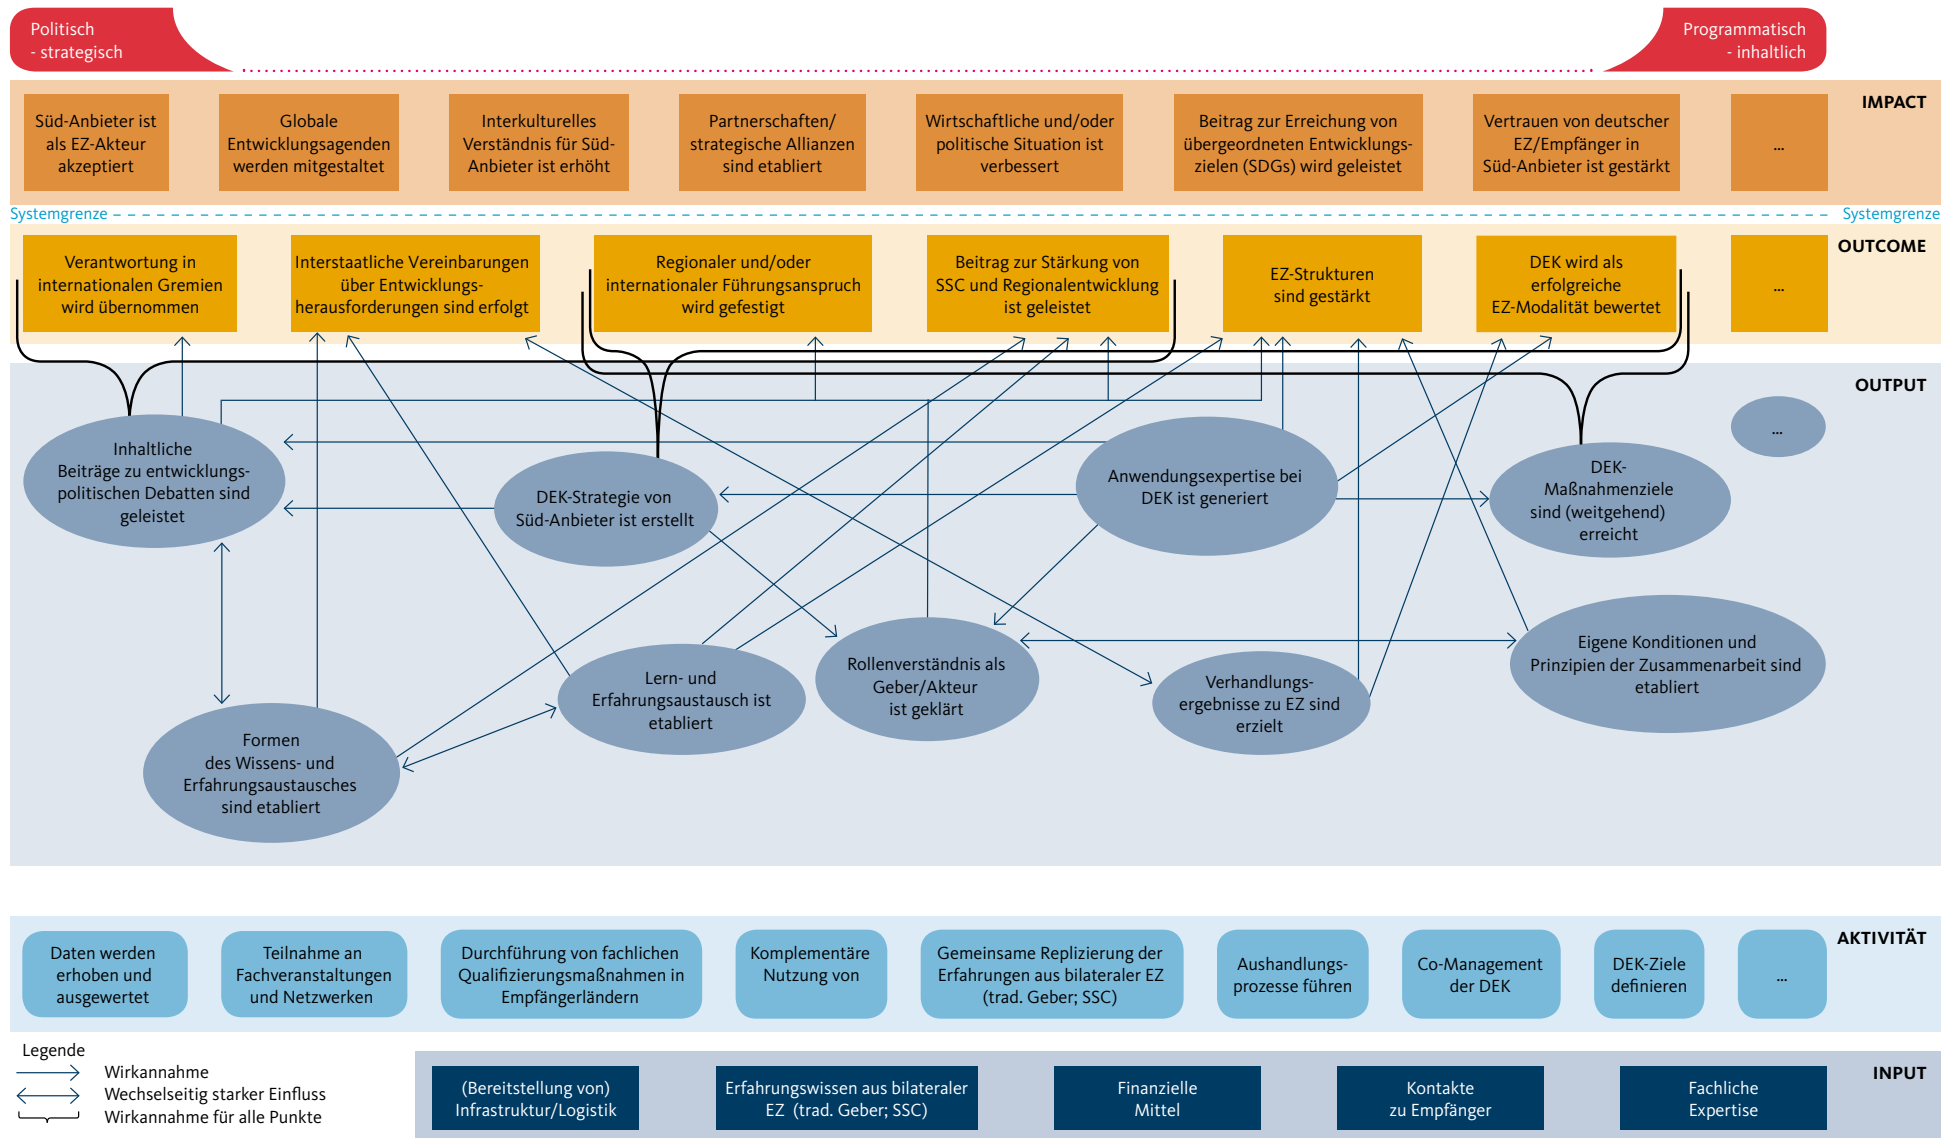 Politisch
- strategisch
Programmatisch
- inhaltlich
IMPACT
Süd-Anbieter ist
als EZ-Akteur
akzeptiert
Globale
Entwicklungsagenden
werden mitgestaltet
Interkulturelles
Verständnis für Süd-
Anbieter ist erhöht
Partnerschaften/
strategische Allianzen
sind etabliert
Wirtschaftliche und/oder
politische Situation ist
verbessert
Beitrag zur Erreichung von
übergeordneten Entwicklungs-
zielen (SDGs) wird geleistet
Vertrauen von deutscher
EZ/Empfänger in
Süd-Anbieter ist gestärkt
...
Systemgrenze
Systemgrenze
OUTCOME
Verantwortung in
internationalen Gremien
wird übernommen
Interstaatliche Vereinbarungen
über Entwicklungs-
herausforderungen sind erfolgt
Regionaler und/oder
internationaler Führungsanspruch
wird gefestigt
Beitrag zur Stärkung von
SSC und Regionalentwicklung
ist geleistet
EZ-Strukturen
sind gestärkt
DEK wird als
erfolgreiche
EZ-Modalität bewertet
...
OUTPUT
...
Inhaltliche
Beiträge zu entwicklungs-
politischen Debatten sind
geleistet
DEK-Strategie von
Süd-Anbieter ist erstellt
Anwendungsexpertise bei
DEK ist generiert
DEK-
Maßnahmenziele
sind (weitgehend)
erreicht
Formen
des Wissens- und
Erfahrungsaustausches
sind etabliert
Lern- und
Erfahrungsaustausch ist
etabliert
Rollenverständnis als
Geber/Akteur
ist geklärt
Verhandlungs-
ergebnisse zu EZ sind
erzielt
Eigene Konditionen und
Prinzipien der Zusammenarbeit sind
etabliert
AKTIVITÄT
Daten werden
erhoben und
ausgewertet
Teilnahme an
Fachveranstaltungen
und Netzwerken
Durchführung von fachlichen
Qualifizierungsmaßnahmen in
Empfängerländern
Komplementäre
Nutzung von
Gemeinsame Replizierung der
Erfahrungen aus bilateraler EZ
(trad. Geber; SSC)
Aushandlungs-
prozesse führen
Co-Management
der DEK
DEK-Ziele
definieren
...
Legende
Wirkannahme
Wechselseitig starker Einfluss
Wirkannahme für alle Punkte
INPUT
(Bereitstellung von)
Infrastruktur/Logistik
Erfahrungswissen aus bilateraler
EZ (trad. Geber; SSC)
Finanzielle
Mittel
Kontakte
zu Empfänger
Fachliche
Expertise